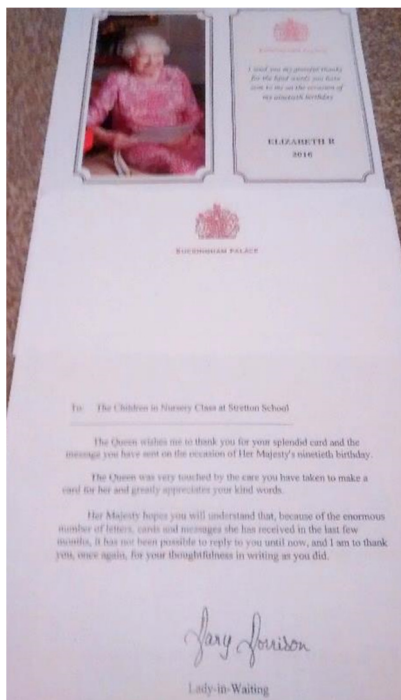 BUCKINGHAM PALACE
I send you my grateful thanks
for the kind words you have
sent to me on the occasion of
my ninetieth birthday.
ELIZABETH R
2016
BUCKINGHAM PALACE
To: The Children in Nursery Class at Stretton School
The Queen wishes me to thank you for your splendid card and the
message you have sent on the occasion of Her Majesty's ninetieth birthday.
The Queen was very touched by the care you have taken to make a
card for her and greatly appreciates your kind words.
Her Majesty hopes you will understand that, because of the enormous
number of letters, cards and messages she has received in the last few
months, it has not been possible to reply to you until now, and I am to thank
you, once again, for your thoughtfulness in writing as you did.
Lady-in-Waiting